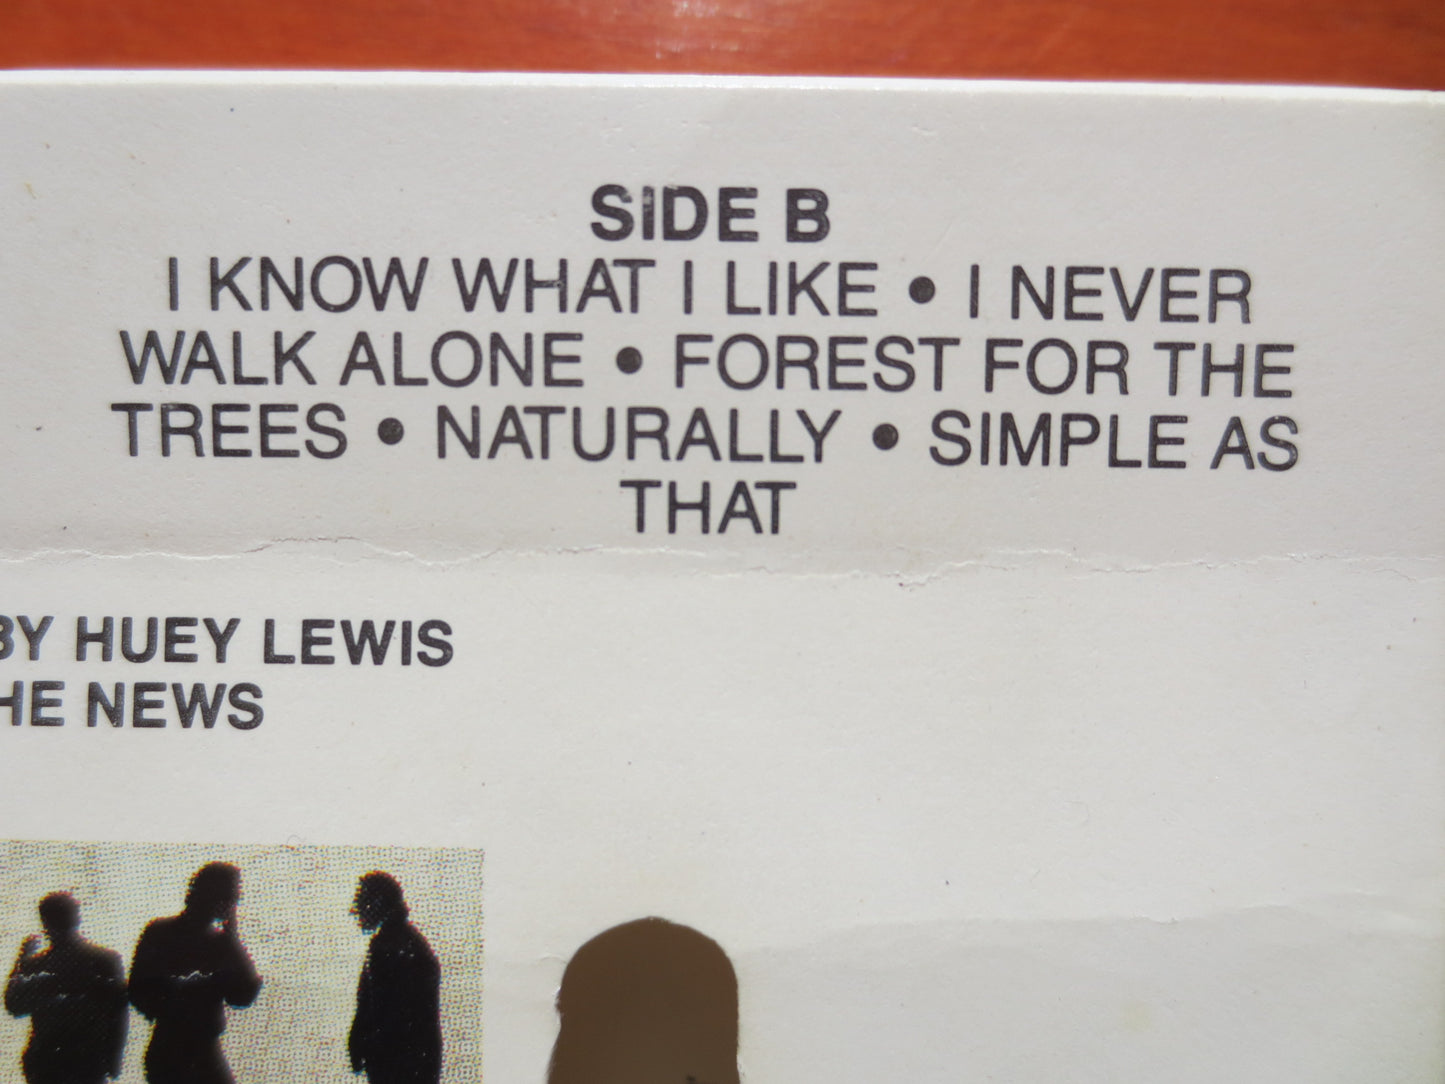 SIDE B
I KNOW WHAT I LIKE • I NEVER
WALK ALONE • FOREST FOR THE
TREES • NATURALLY • SIMPLE AS
THAT
BY HUEY LEWIS
HE NEWS